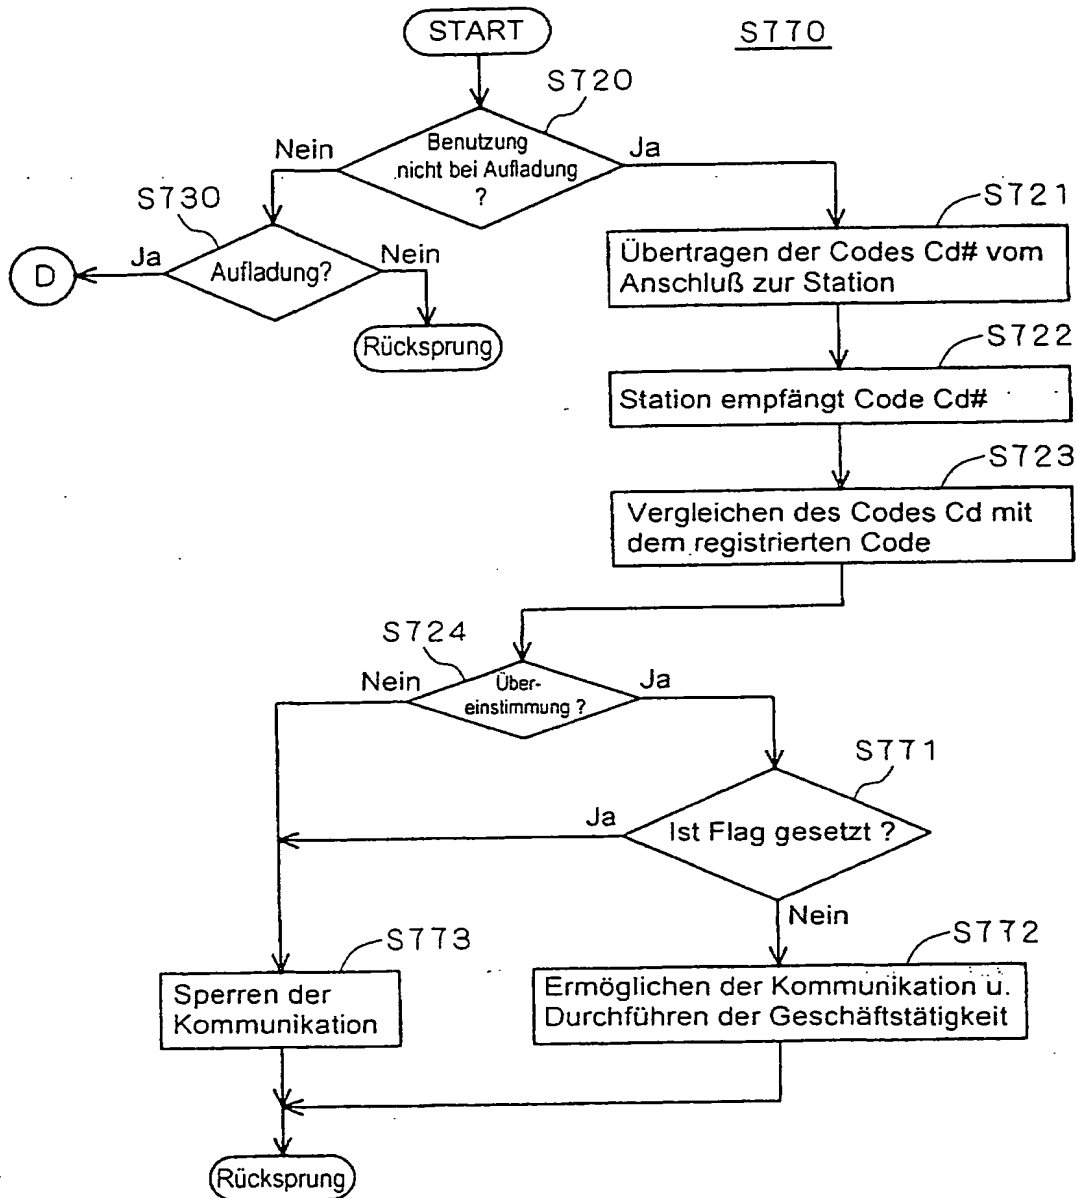 START
S770
S720
Benutzung
nicht bei Aufladung
?
Nein
Ja
S730
S721
Ja
Aufladung?
Nein
D
Übertragen der Codes Cd# vom
Anschluß zur Station
Rücksprung
S722
Station empfängt Code Cd#
S723
Vergleichen des Codes Cd mit
dem registrierten Code
S724
Nein
Über-
einstimmung ?
Ja
S771
Ja
Ist Flag gesetzt ?
Nein
S773
S772
Sperren der
Kommunikation
Ermöglichen der Kommunikation u.
Durchführen der Geschäftstätigkeit
Rücksprung